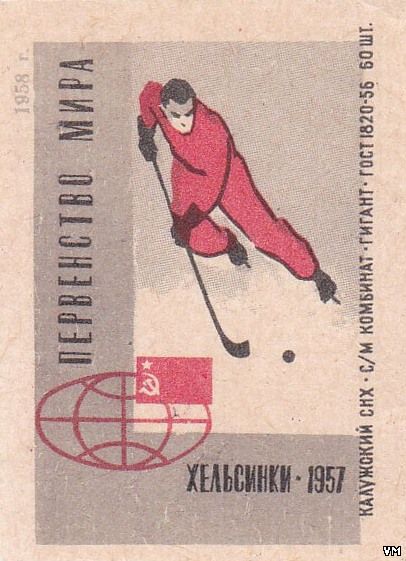 1958 г.
ПЕРВЕНСТВО МИРА
ХЕЛЬСИНКИ · 1957
КАЛУЖСКИЙ СНХ · С/М КОМБИНАТ · ГИГАНТ · ГОСТ 1820-56 60 ШТ.
VM